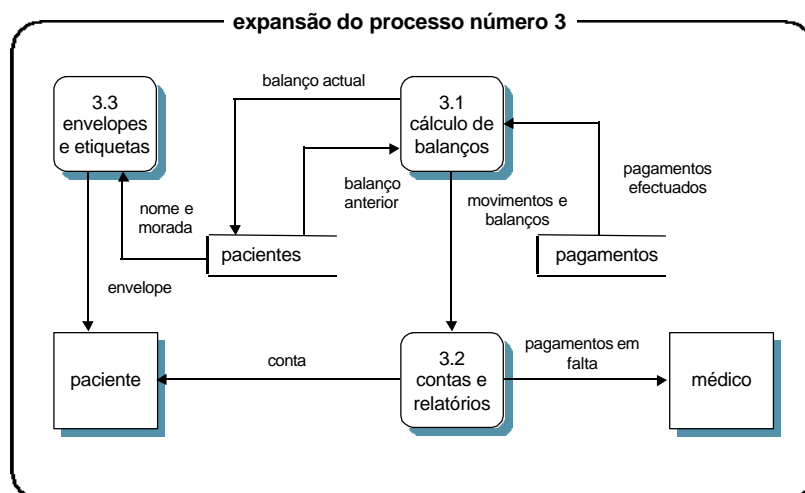 expansão do processo número 3
balanço actual
3.3
envelopes
e etiquetas
3.1
cálculo de
balanços
pagamentos
efectuados
balanço
anterior
movimentos e
balanços
nome e
morada
pacientes
pagamentos
envelope
paciente
conta
3.2
contas e
relatórios
pagamentos em
falta
médico